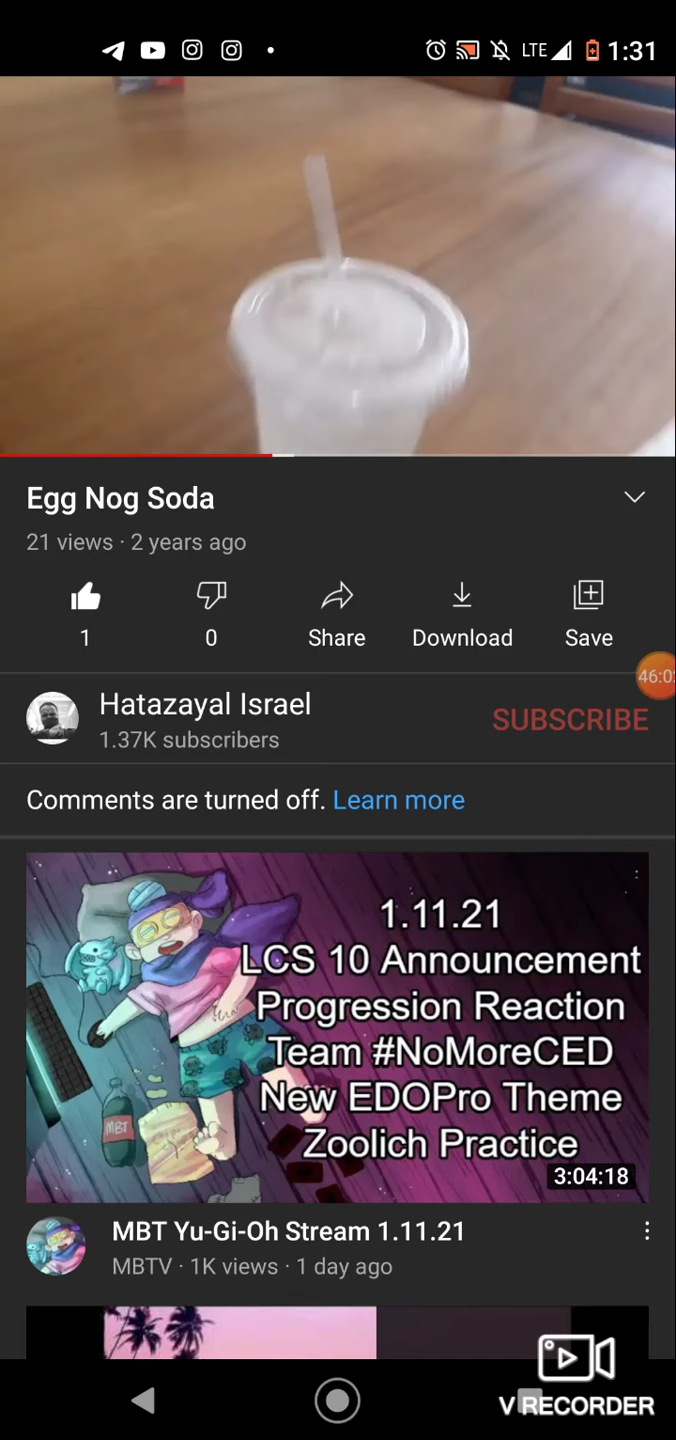 LTE 1:31
Egg Nog Soda
21 views · 2 years ago
1 0 Share Download Save
46:0
Hatazayal Israel
SUBSCRIBE
1.37K subscribers
Comments are turned off. Learn more
1.11.21
LCS 10 Announcement
Progression Reaction
Team #NoMoreCED
New EDOPro Theme
Zoolich Practice
MBT
3:04:18
MBT Yu-Gi-Oh Stream 1.11.21
MBTV · 1K views · 1 day ago
V RECORDER